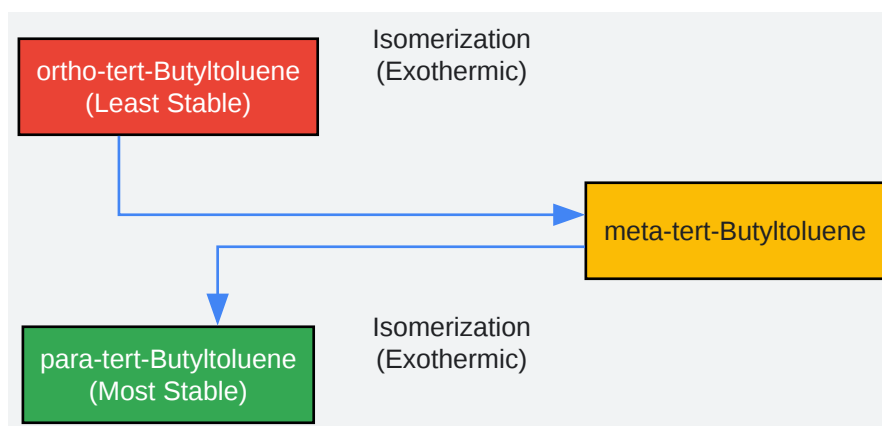 Isomerization
(Exothermic)
ortho-tert-Butyltoluene
(Least Stable)
meta-tert-Butyltoluene
Isomerization
(Exothermic)
para-tert-Butyltoluene
(Most Stable)